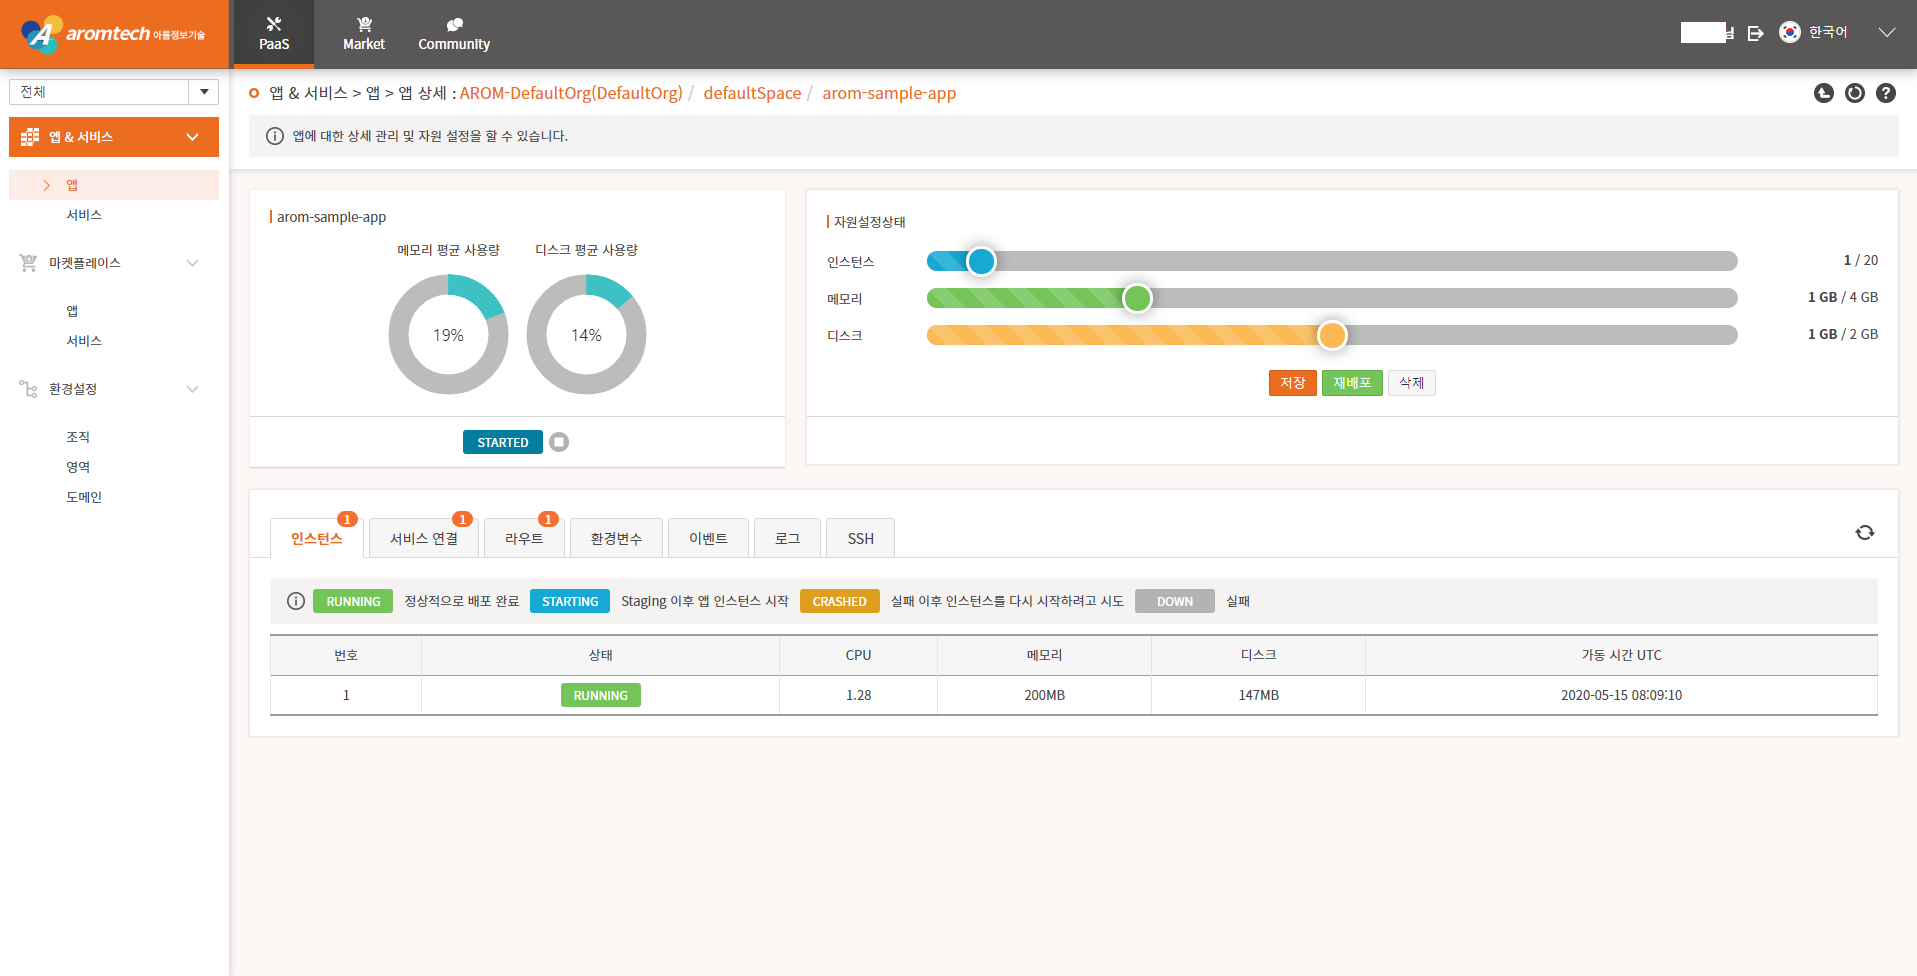 aromtech 아롬정보기술
PaaS
Market
Community
님
한국어
전체
앱 & 서비스
앱
서비스
마켓플레이스
앱
서비스
환경설정
조직
영역
도메인
앱 & 서비스 > 앱 > 앱 상세 : AROM-DefaultOrg(DefaultOrg) / defaultSpace / arom-sample-app
앱에 대한 상세 관리 및 자원 설정을 할 수 있습니다.
arom-sample-app
메모리 평균 사용량 디스크 평균 사용량
19% 14%
STARTED
자원설정상태
인스턴스 1 / 20
메모리 1 GB / 4 GB
디스크 1 GB / 2 GB
저장 재배포 삭제
1 1 1
인스턴스 서비스 연결 라우트 환경변수 이벤트 로그 SSH
RUNNING 정상적으로 배포 완료 STARTING Staging 이후 앱 인스턴스 시작 CRASHED 실패 이후 인스턴스를 다시 시작하려고 시도 DOWN 실패
번호 상태 CPU 메모리 디스크 가동 시간 UTC
1 RUNNING 1.28 200MB 147MB 2020-05-15 08:09:10